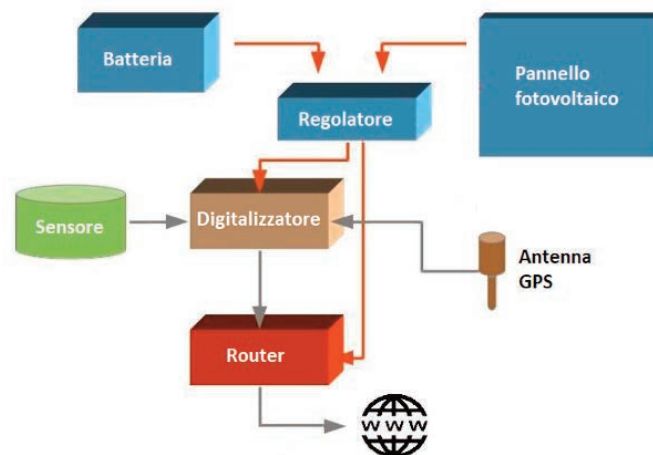 Batteria
Pannello
fotovoltaico
Regolatore
Sensore
Digitalizzatore
Antenna
GPS
Router
WWW